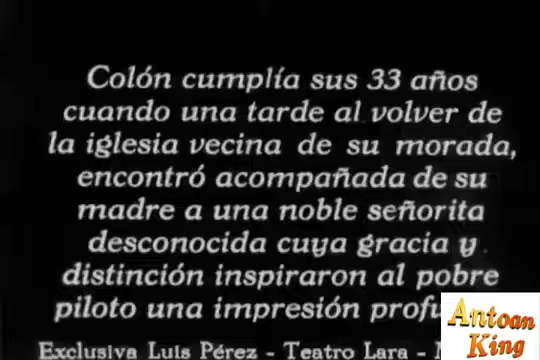 Colón cumplía sus 33 años
cuando una tarde al volver de
la iglesia vecina de su morada,
encontró acompañada de su
madre a una noble señorita
desconocida cuya gracia y
distinción inspiraron al pobre
piloto una impresión
Exclusiva Luis Pérez - Teatro Lara -
Antoan
King